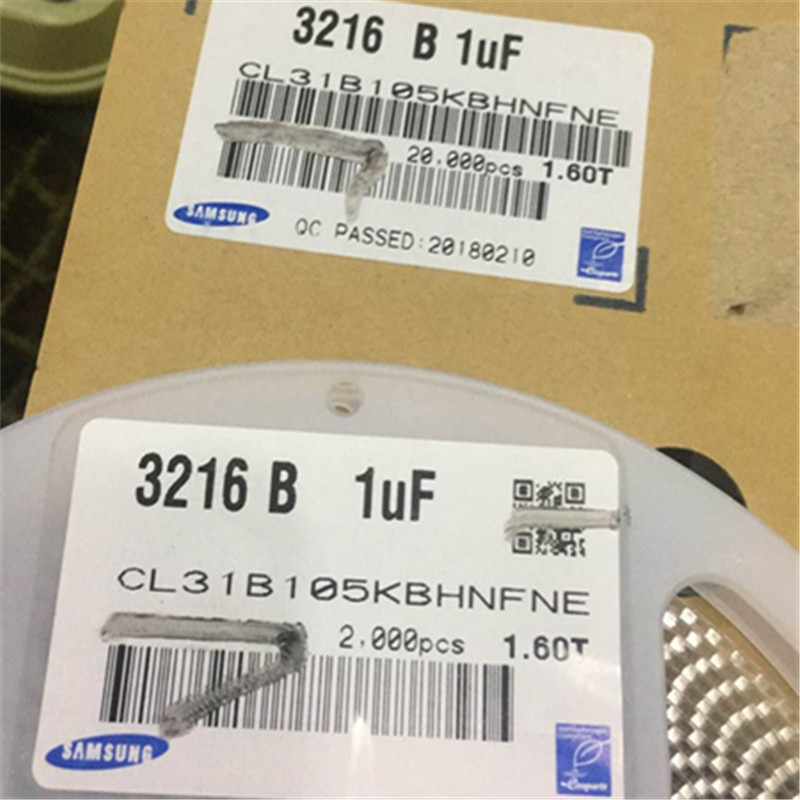 3216 B 1uF
CL31B105KBHNFNE
20,000pcs 1.60T
SAMSUNG
QC PASSED:20180210
3216 B 1uF
CL31B105KBHNFNE
2,000pcs 1.60T
SAMSUNG